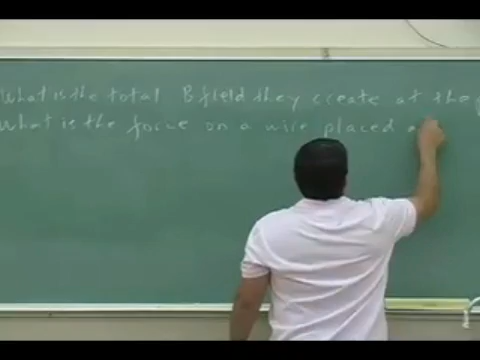 What is the total B field they create at the
What is the force on a wire placed a